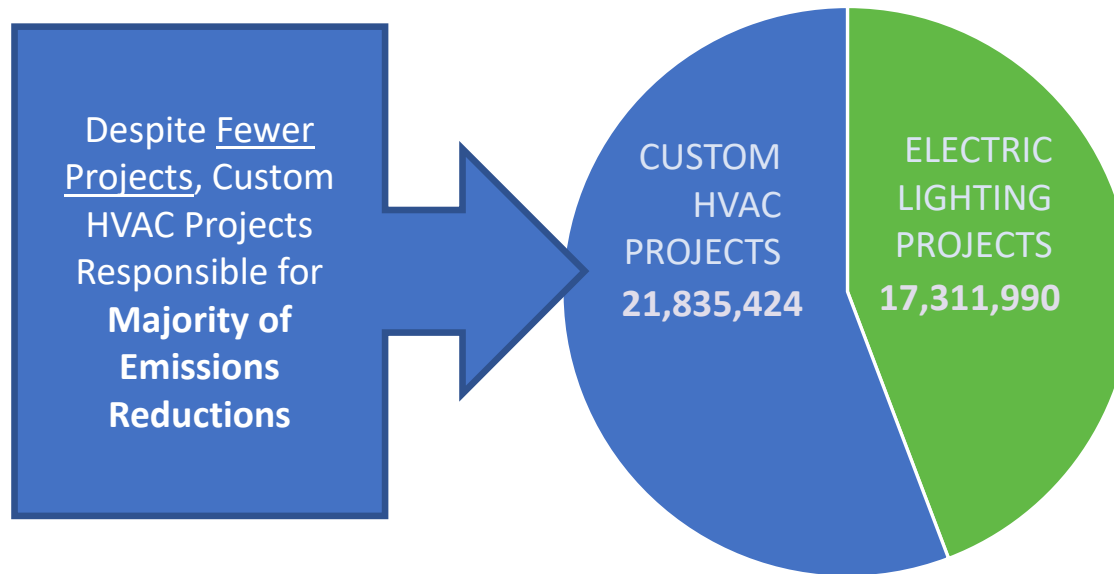 Despite Fewer
Projects, Custom
HVAC Projects
Responsible for
Majority of
Emissions
Reductions
CUSTOM
HVAC
PROJECTS
21,835,424
ELECTRIC
LIGHTING
PROJECTS
17,311,990